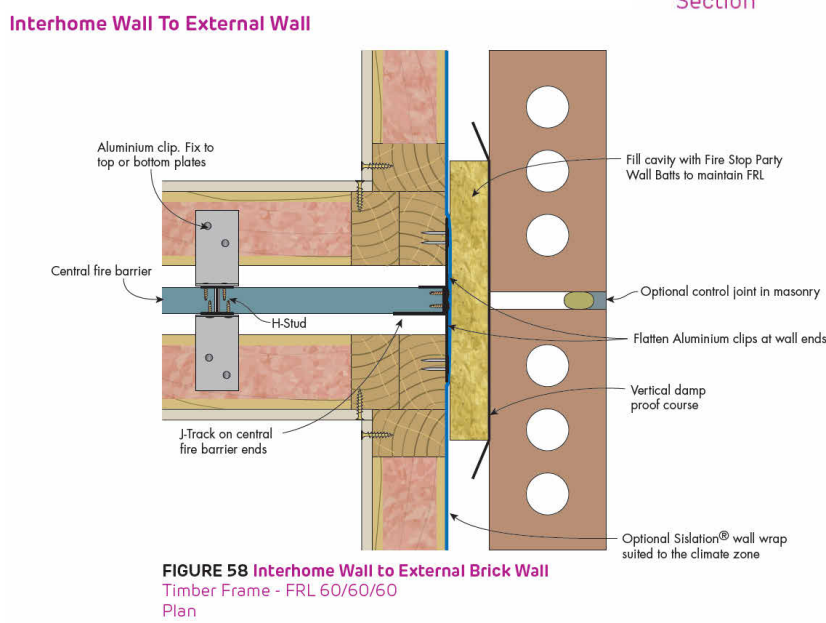 Section
Interhome Wall To External Wall
Aluminium clip. Fix to
top or bottom plates
Fill cavity with Fire Stop Party
Wall Batts to maintain FRL
Central fire barrier
Optional control joint in masonry
H-Stud
Flatten Aluminium clips at wall ends
Vertical damp
proof course
J-Track on central
fire barrier ends
Optional Sislation® wall wrap
suited to the climate zone
FIGURE 58 Interhome Wall to External Brick Wall
Timber Frame - FRL 60/60/60
Plan